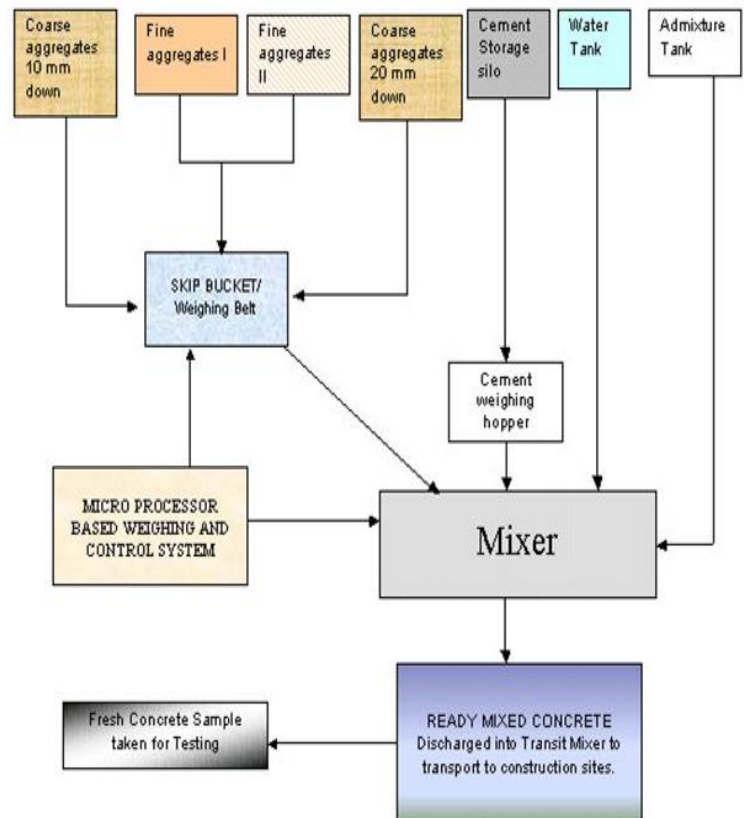 Coarse
aggregates
10 mm
down
Fine
aggregates I
Fine
aggregates
II
Coarse
aggregates
20 mm
down
Cement
Storage
silo
Water
Tank
Admixture
Tank
SKIP BUCKET/
Weighing Belt
Cement
weighing
hopper
MICRO PROCESSOR
BASED WEIGHING AND
CONTROL SYSTEM
Mixer
Fresh Concrete Sample
taken for Testing
READY MIXED CONCRETE
Discharged into Transit Mixer to
transport to construction sites.